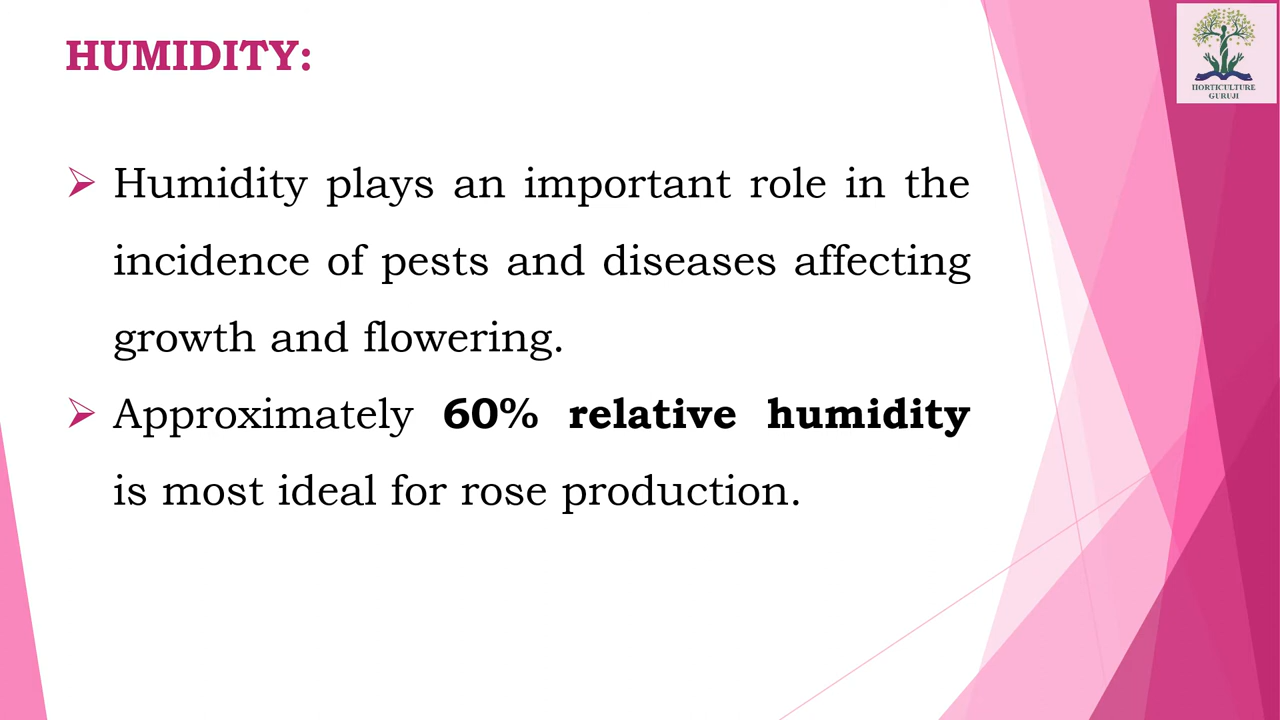 HUMIDITY:
HORTICULTURE
GURUJI
➢ Humidity plays an important role in the
incidence of pests and diseases affecting
growth and flowering.
➢ Approximately 60% relative humidity
is most ideal for rose production.